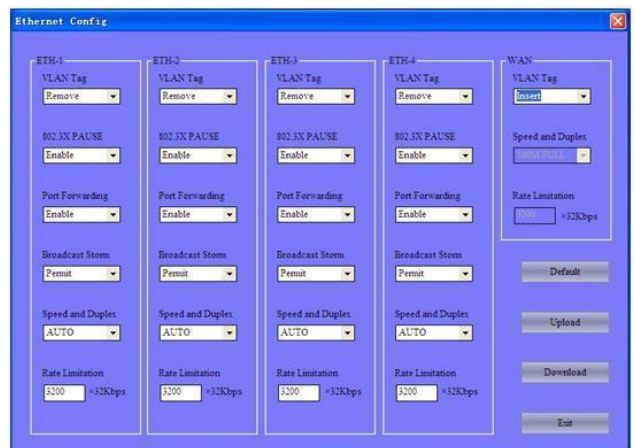 Ethernet Config
ETH-1
VLAN Tag
Remove
802.3X PAUSE
Enable
Port Forwarding
Enable
Broadcast Storm
Permit
Speed and Duplex
AUTO
Rate Limitation
3200 ×32Kbps
ETH-2
VLAN Tag
Remove
802.3X PAUSE
Enable
Port Forwarding
Enable
Broadcast Storm
Permit
Speed and Duplex
AUTO
Rate Limitation
3200 ×32Kbps
ETH-3
VLAN Tag
Remove
802.3X PAUSE
Enable
Port Forwarding
Enable
Broadcast Storm
Permit
Speed and Duplex
AUTO
Rate Limitation
3200 ×32Kbps
ETH-4
VLAN Tag
Remove
802.3X PAUSE
Enable
Port Forwarding
Enable
Broadcast Storm
Permit
Speed and Duplex
AUTO
Rate Limitation
3200 ×32Kbps
WAN
VLAN Tag
Insert
Speed and Duplex
100M FULL
Rate Limitation
3200 ×32Kbps
Default
Upload
Download
Exit